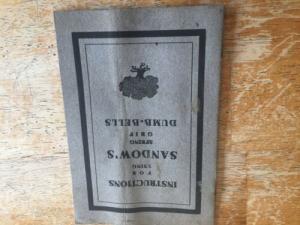 INSTRUCTIONS
FOR
USING
SANDOW'S
SPRING
GRIP
DUMB-BELLS